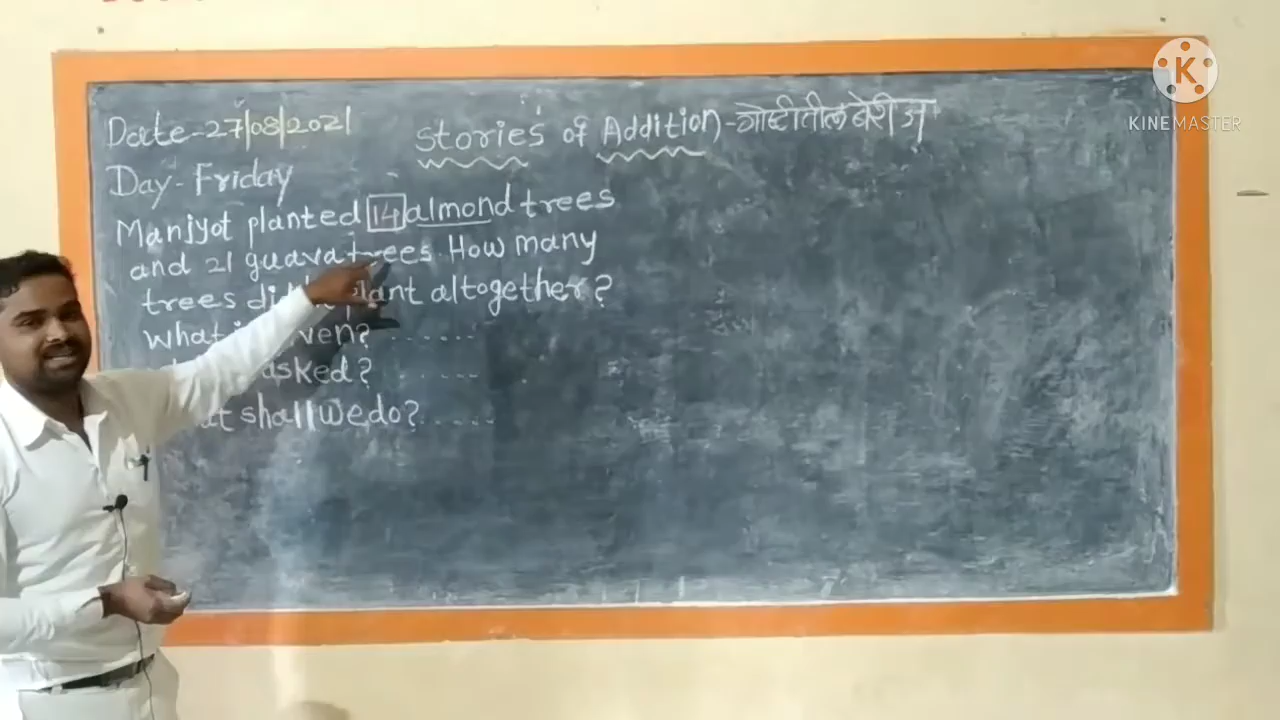 Date-27/08/2021
Stories of Addition-गोष्टीतील बेरीज
Day-Friday
Manjyot planted 14 almond trees
and 21 guava trees. How many
trees did plant altogether?
What given? ......
asked? ......
shall we do? .....
K
KINEMASTER